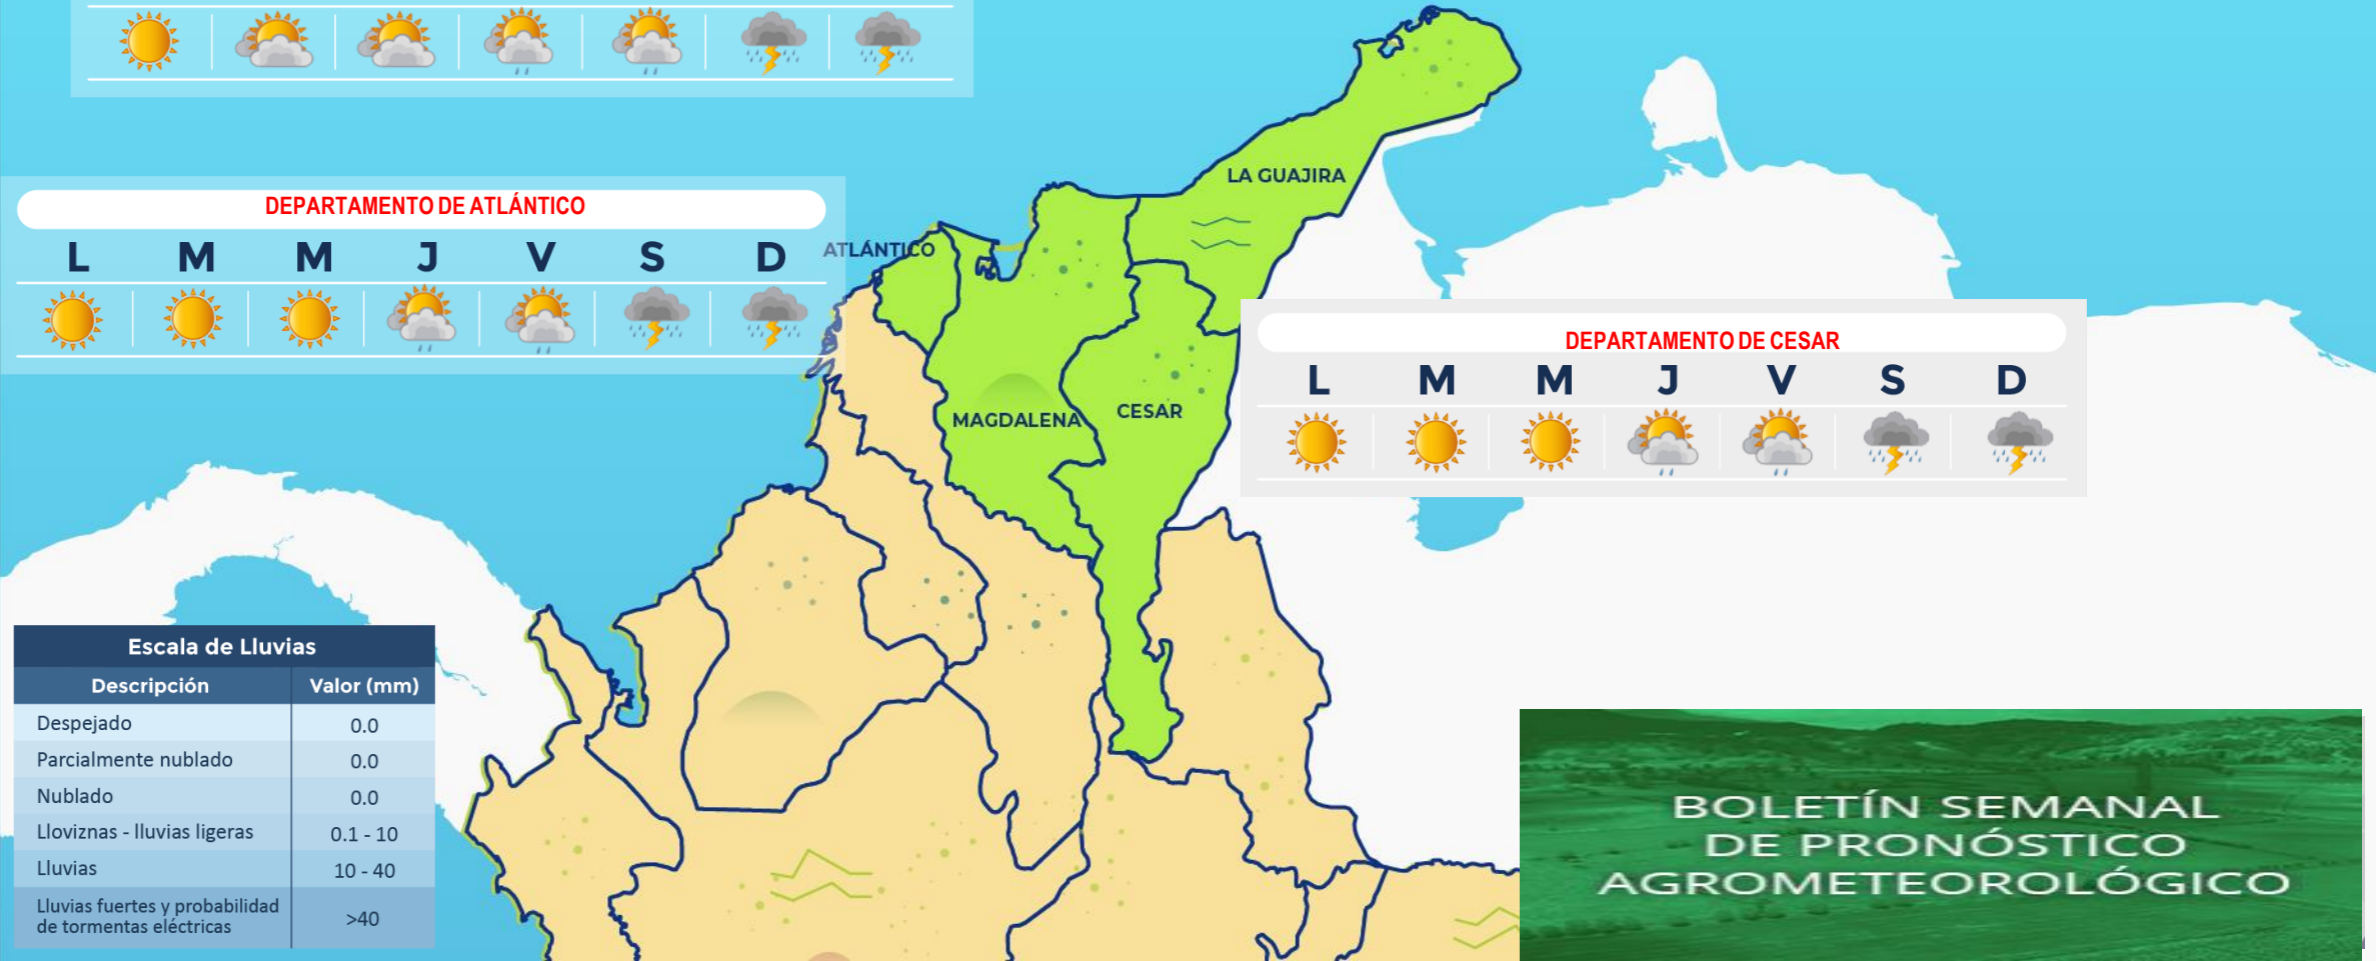 DEPARTAMENTO DE ATLÁNTICO
L M M J V S D
LA GUAJIRA
ATLÁNTICO
MAGDALENA
CESAR
DEPARTAMENTO DE CESAR
L M M J V S D
Escala de Lluvias
Descripción Valor (mm)
Despejado 0.0
Parcialmente nublado 0.0
Nublado 0.0
Lloviznas - lluvias ligeras 0.1 - 10
Lluvias 10 - 40
Lluvias fuertes y probabilidad
de tormentas eléctricas >40
BOLETÍN SEMANAL
DE PRONÓSTICO
AGROMETEOROLÓGICO